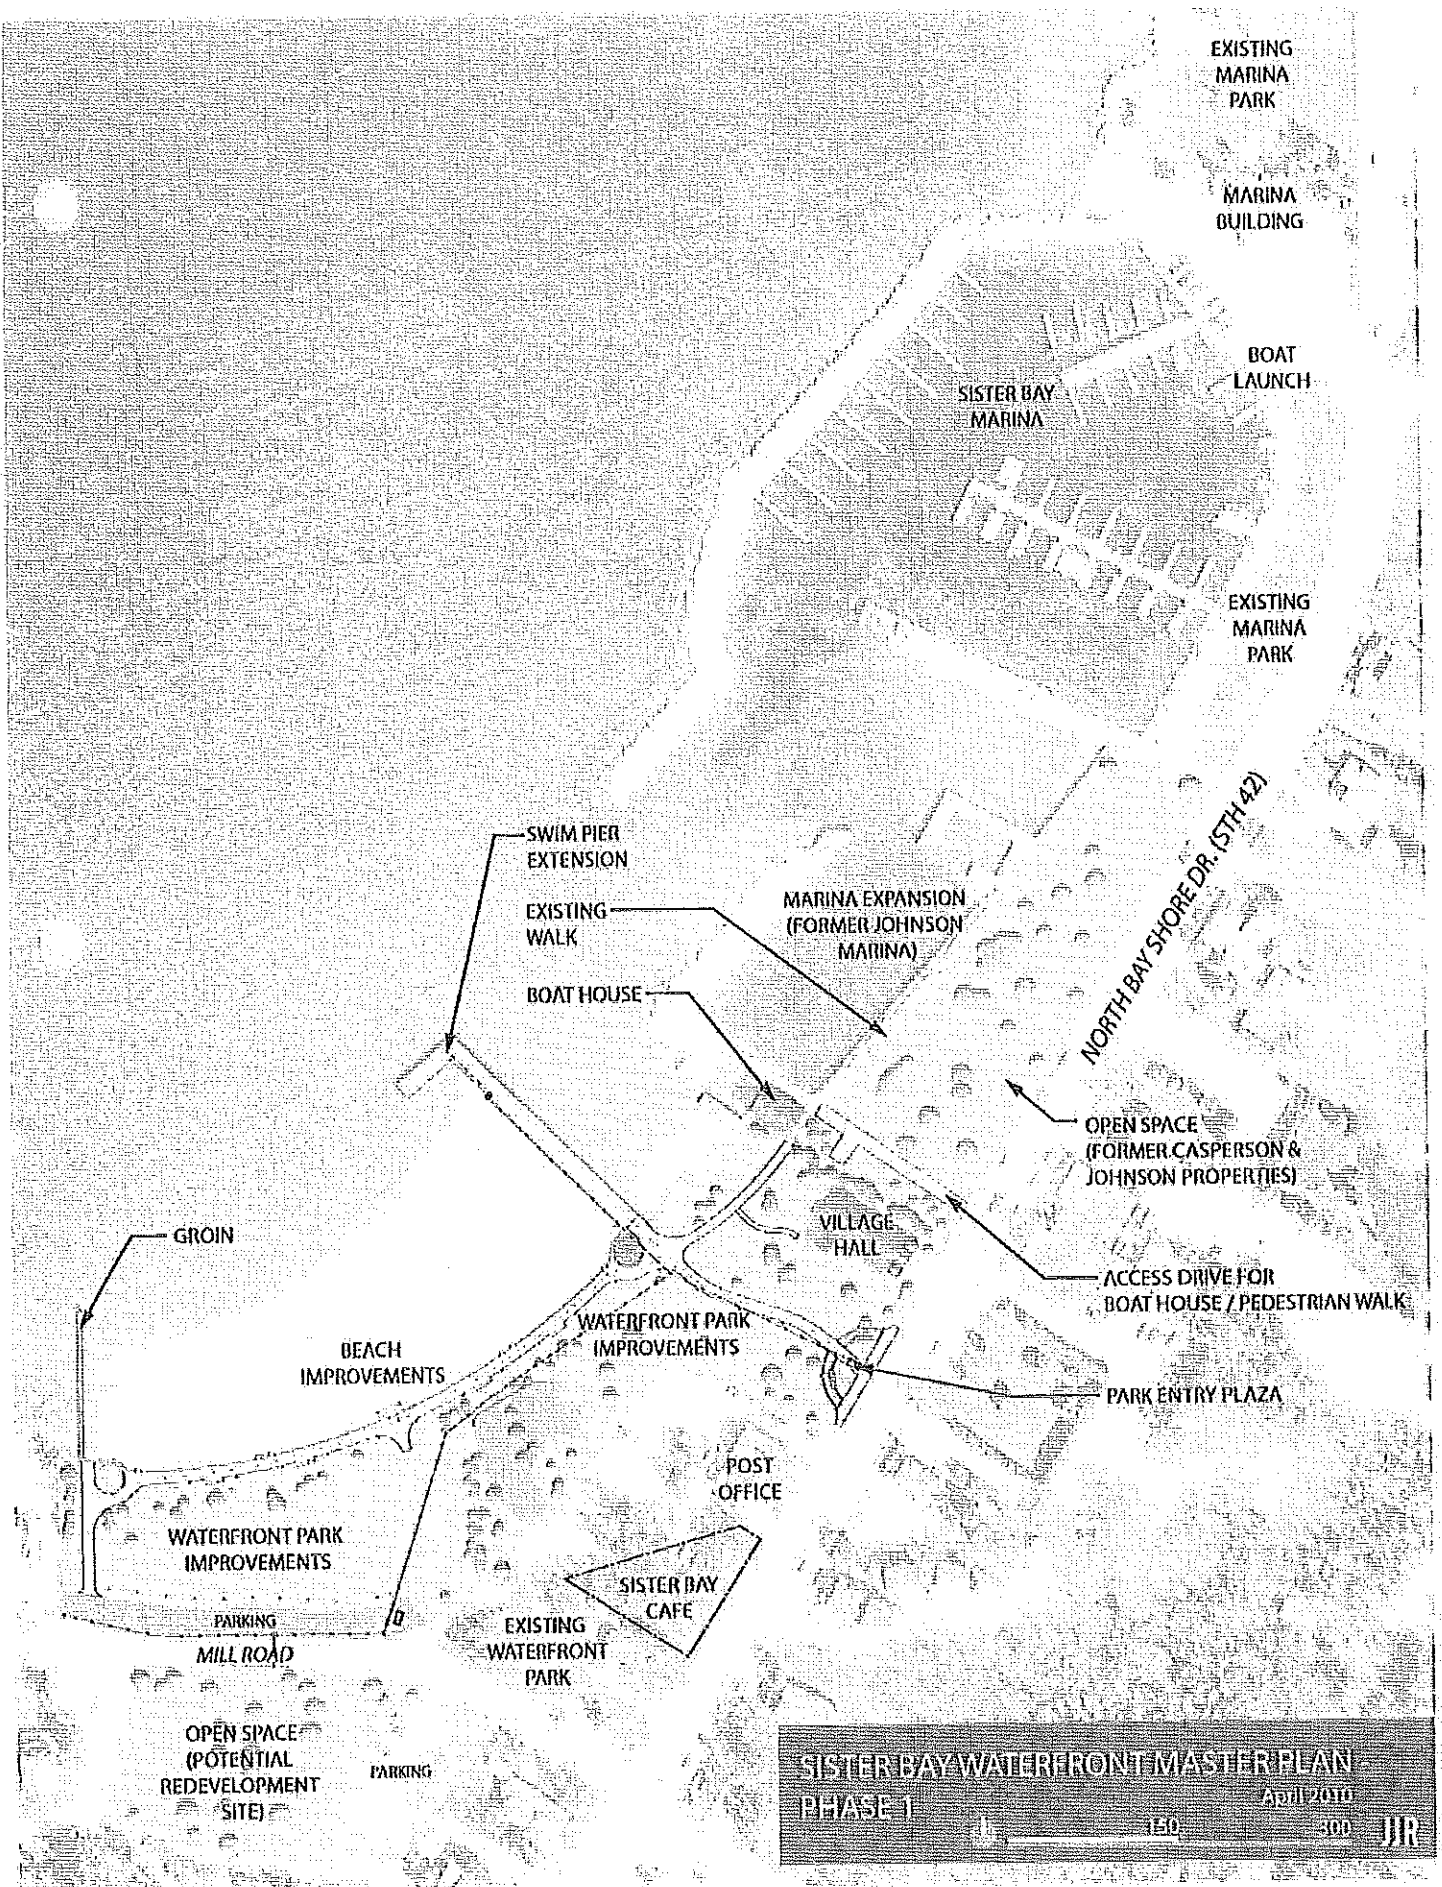 EXISTING
MARINA
PARK
MARINA
BUILDING
BOAT
LAUNCH
SISTER BAY
MARINA
EXISTING
MARINA
PARK
NORTH BAY SHORE DR. (STH 42)
SWIM PIER
EXTENSION
EXISTING
WALK
MARINA EXPANSION
(FORMER JOHNSON
MARINA)
BOAT HOUSE
OPEN SPACE
(FORMER CASPERSON &
JOHNSON PROPERTIES)
VILLAGE
HALL
GROIN
ACCESS DRIVE FOR
BOAT HOUSE / PEDESTRIAN WALK
WATERFRONT PARK
IMPROVEMENTS
BEACH
IMPROVEMENTS
PARK ENTRY PLAZA
POST
OFFICE
WATERFRONT PARK
IMPROVEMENTS
SISTER BAY
CAFE
PARKING
MILL ROAD
EXISTING
WATERFRONT
PARK
OPEN SPACE
(POTENTIAL
REDEVELOPMENT
SITE)
PARKING
SISTER BAY WATERFRONT MASTER PLAN
PHASE 1
April 2010
150
300
JJR